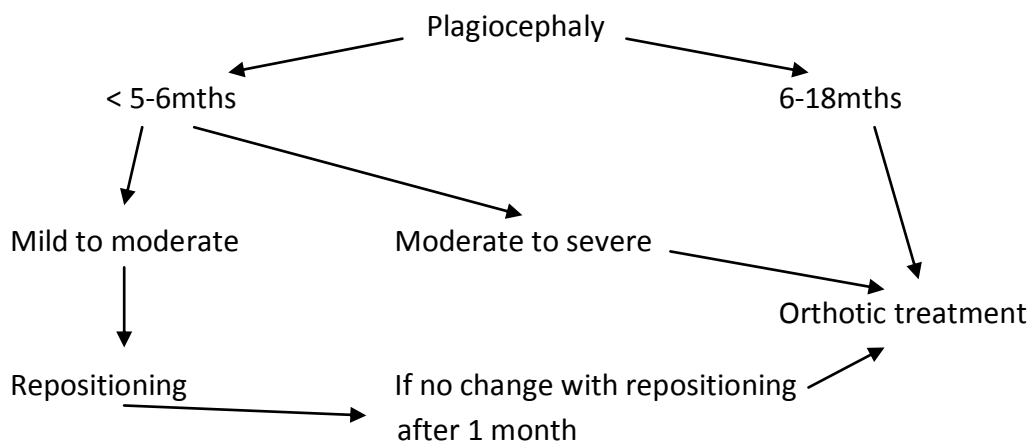 Plagiocephaly
< 5-6mths
6-18mths
Mild to moderate
Moderate to severe
Orthotic treatment
Repositioning
If no change with repositioning
after 1 month